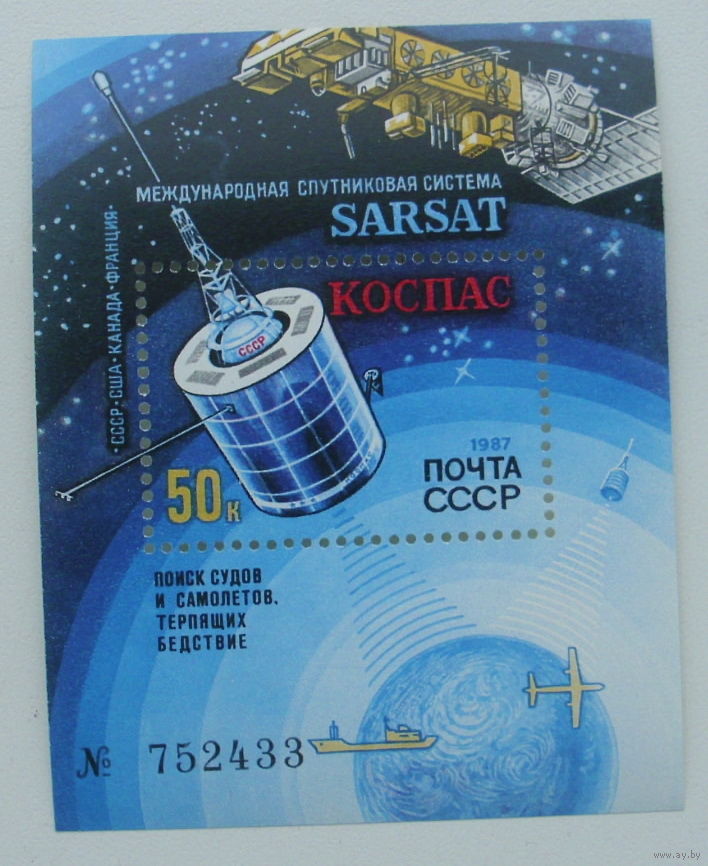 МЕЖДУНАРОДНАЯ СПУТНИКОВАЯ СИСТЕМА
SARSAT
КОСПАС
·СССР·США·КАНАДА·ФРАНЦИЯ·
СССР
1987
ПОЧТА
СССР
50к
ПОИСК СУДОВ
И САМОЛЕТОВ,
ТЕРПЯЩИХ
БЕДСТВИЕ
№ 752433
www.ay.by